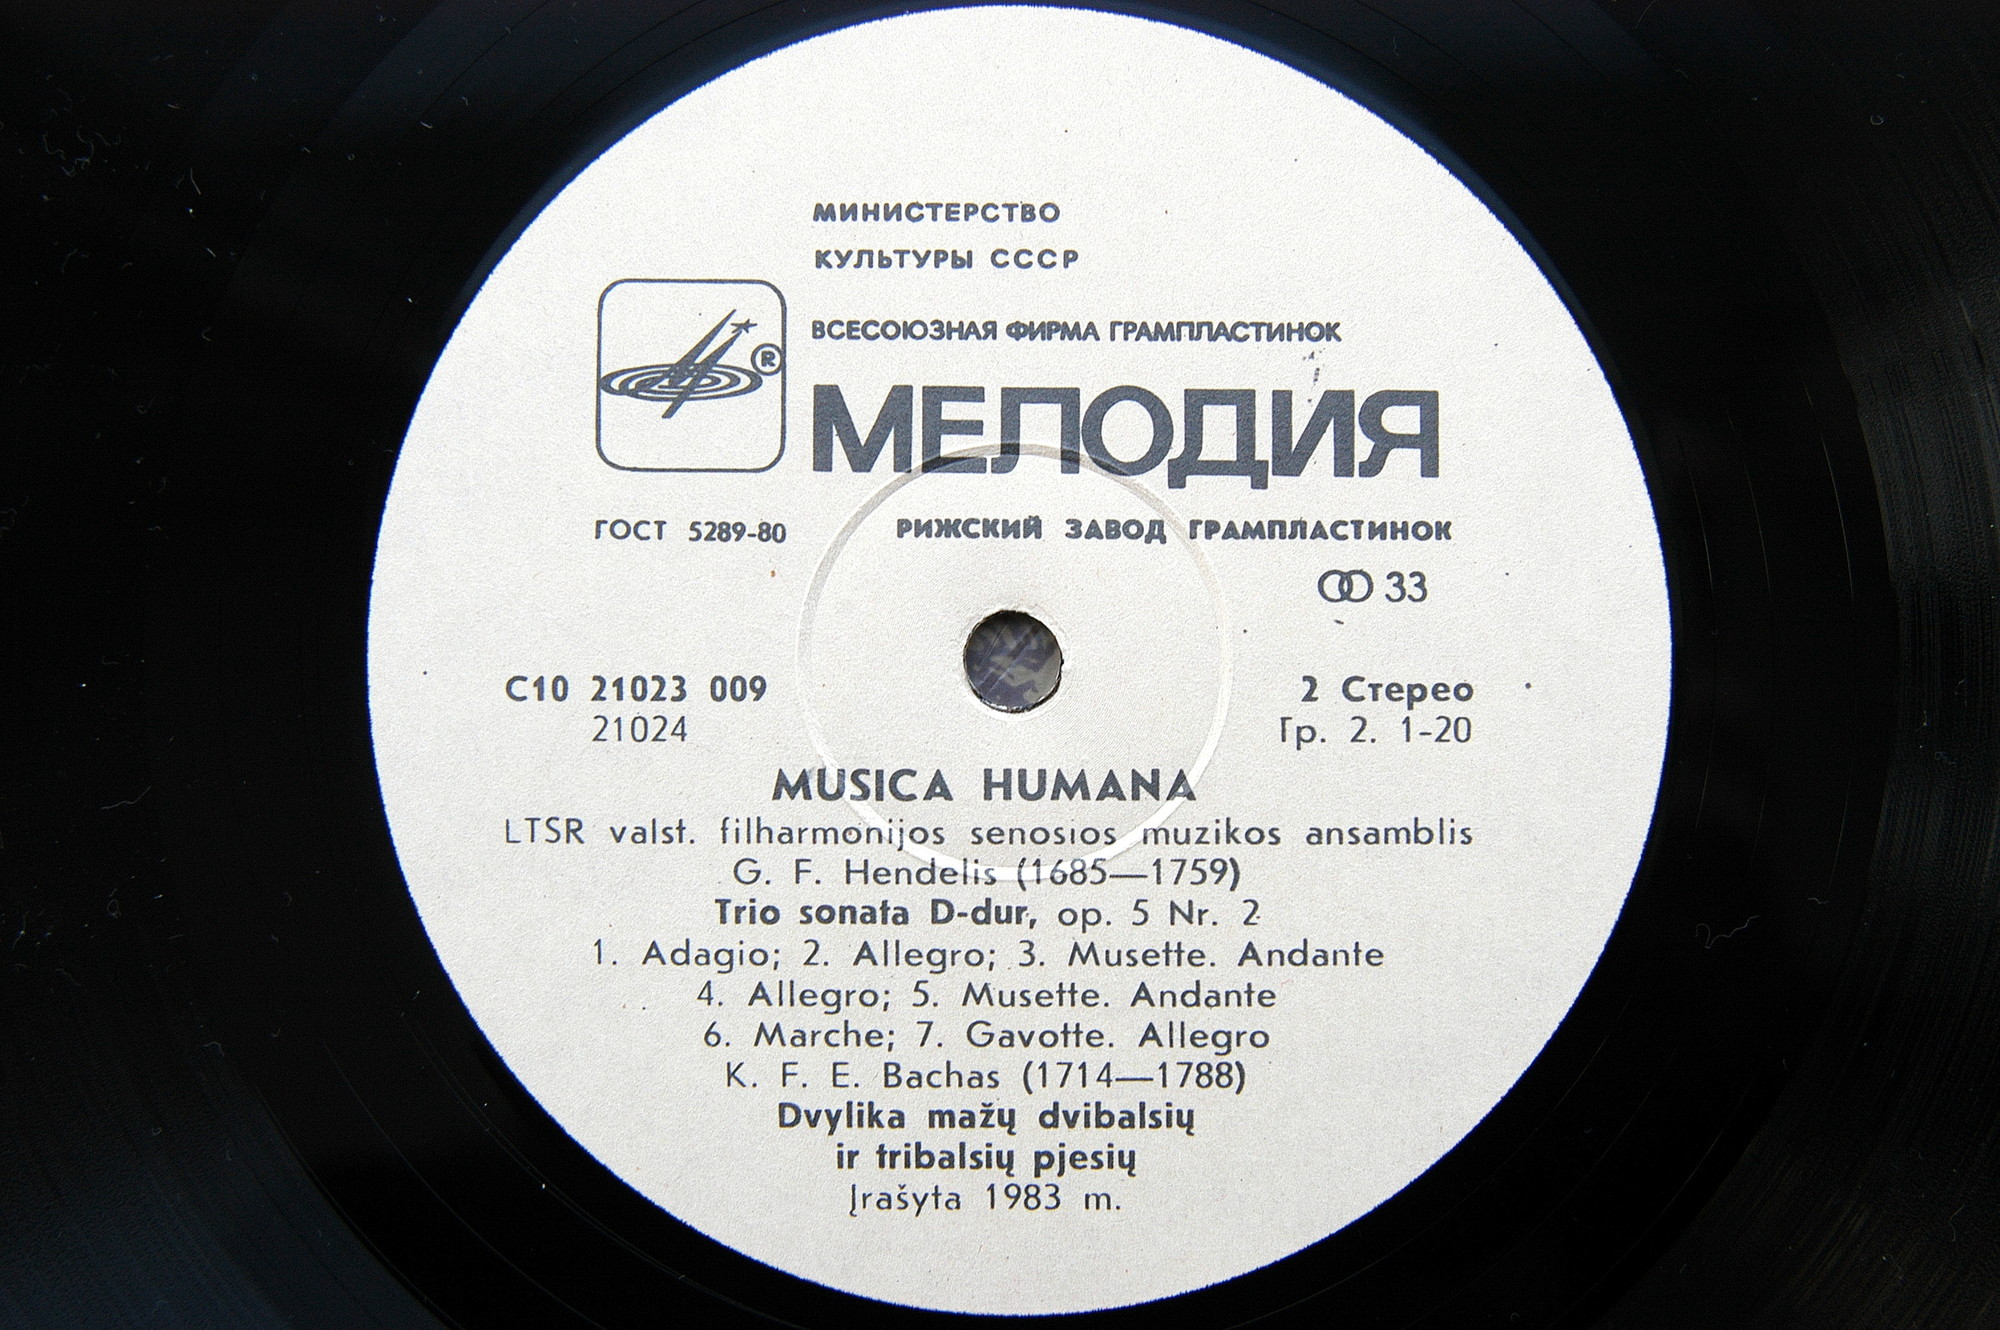 МИНИСТЕРСТВО
КУЛЬТУРЫ СССР
ВСЕСОЮЗНАЯ ФИРМА ГРАМПЛАСТИНОК
®
МЕЛОДИЯ
ГОСТ 5289-80 РИЖСКИЙ ЗАВОД ГРАМПЛАСТИНОК
33
С10 21023 009 2 Стерео
21024 Гр. 2. 1-20
MUSICA HUMANA
LTSR valst. filharmonijos senosios muzikos ansamblis
G. F. Hendelis (1685—1759)
Trio sonata D-dur, op. 5 Nr. 2
1. Adagio; 2. Allegro; 3. Musette. Andante
4. Allegro; 5. Musette. Andante
6. Marche; 7. Gavotte. Allegro
K. F. E. Bachas (1714—1788)
Dvylika mažų dvibalsių
ir tribalsių pjesių
Įrašyta 1983 m.